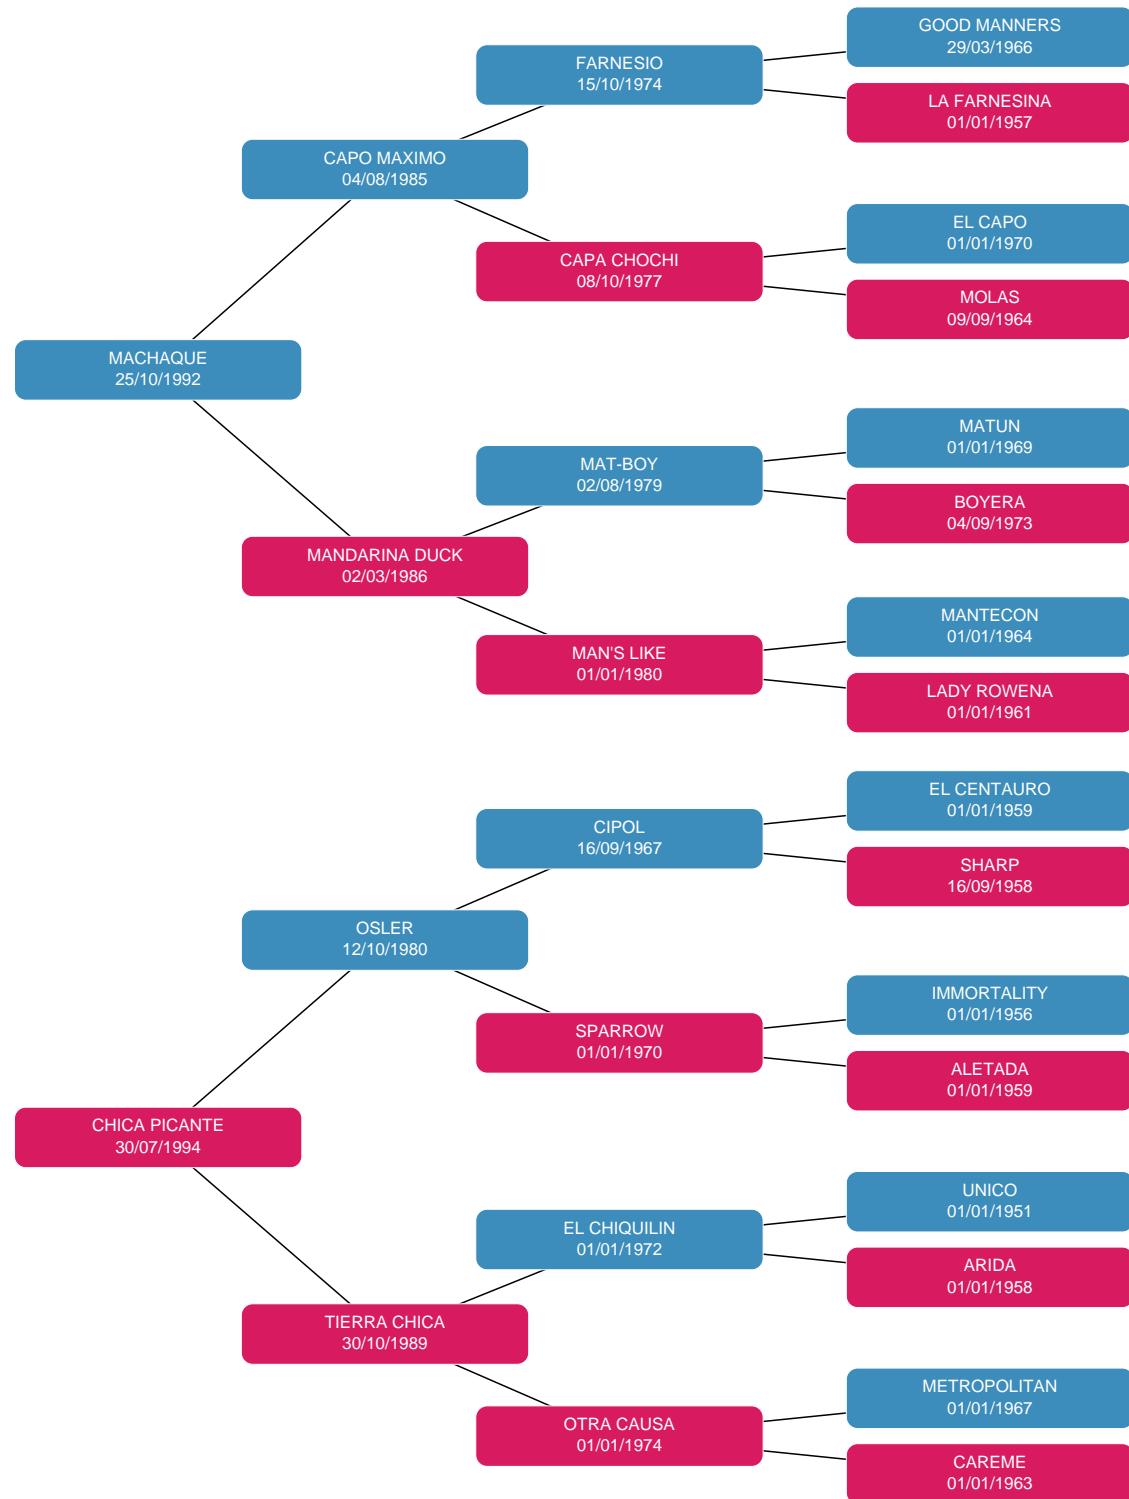 GOOD MANNERS
29/03/1966
FARNESIO
15/10/1974
LA FARNESINA
01/01/1957
CAPO MAXIMO
04/08/1985
EL CAPO
01/01/1970
CAPA CHOCHI
08/10/1977
MOLAS
09/09/1964
MACHAQUE
25/10/1992
MATUN
01/01/1969
MAT-BOY
02/08/1979
BOYERA
04/09/1973
MANDARINA DUCK
02/03/1986
MANTECON
01/01/1964
MAN'S LIKE
01/01/1980
LADY ROWENA
01/01/1961
EL CENTAURO
01/01/1959
CIPOL
16/09/1967
SHARP
16/09/1958
OSLER
12/10/1980
IMMORTALITY
01/01/1956
SPARROW
01/01/1970
ALETADA
01/01/1959
CHICA PICANTE
30/07/1994
UNICO
01/01/1951
EL CHIQUILIN
01/01/1972
ARIDA
01/01/1958
TIERRA CHICA
30/10/1989
METROPOLITAN
01/01/1967
OTRA CAUSA
01/01/1974
CAREME
01/01/1963